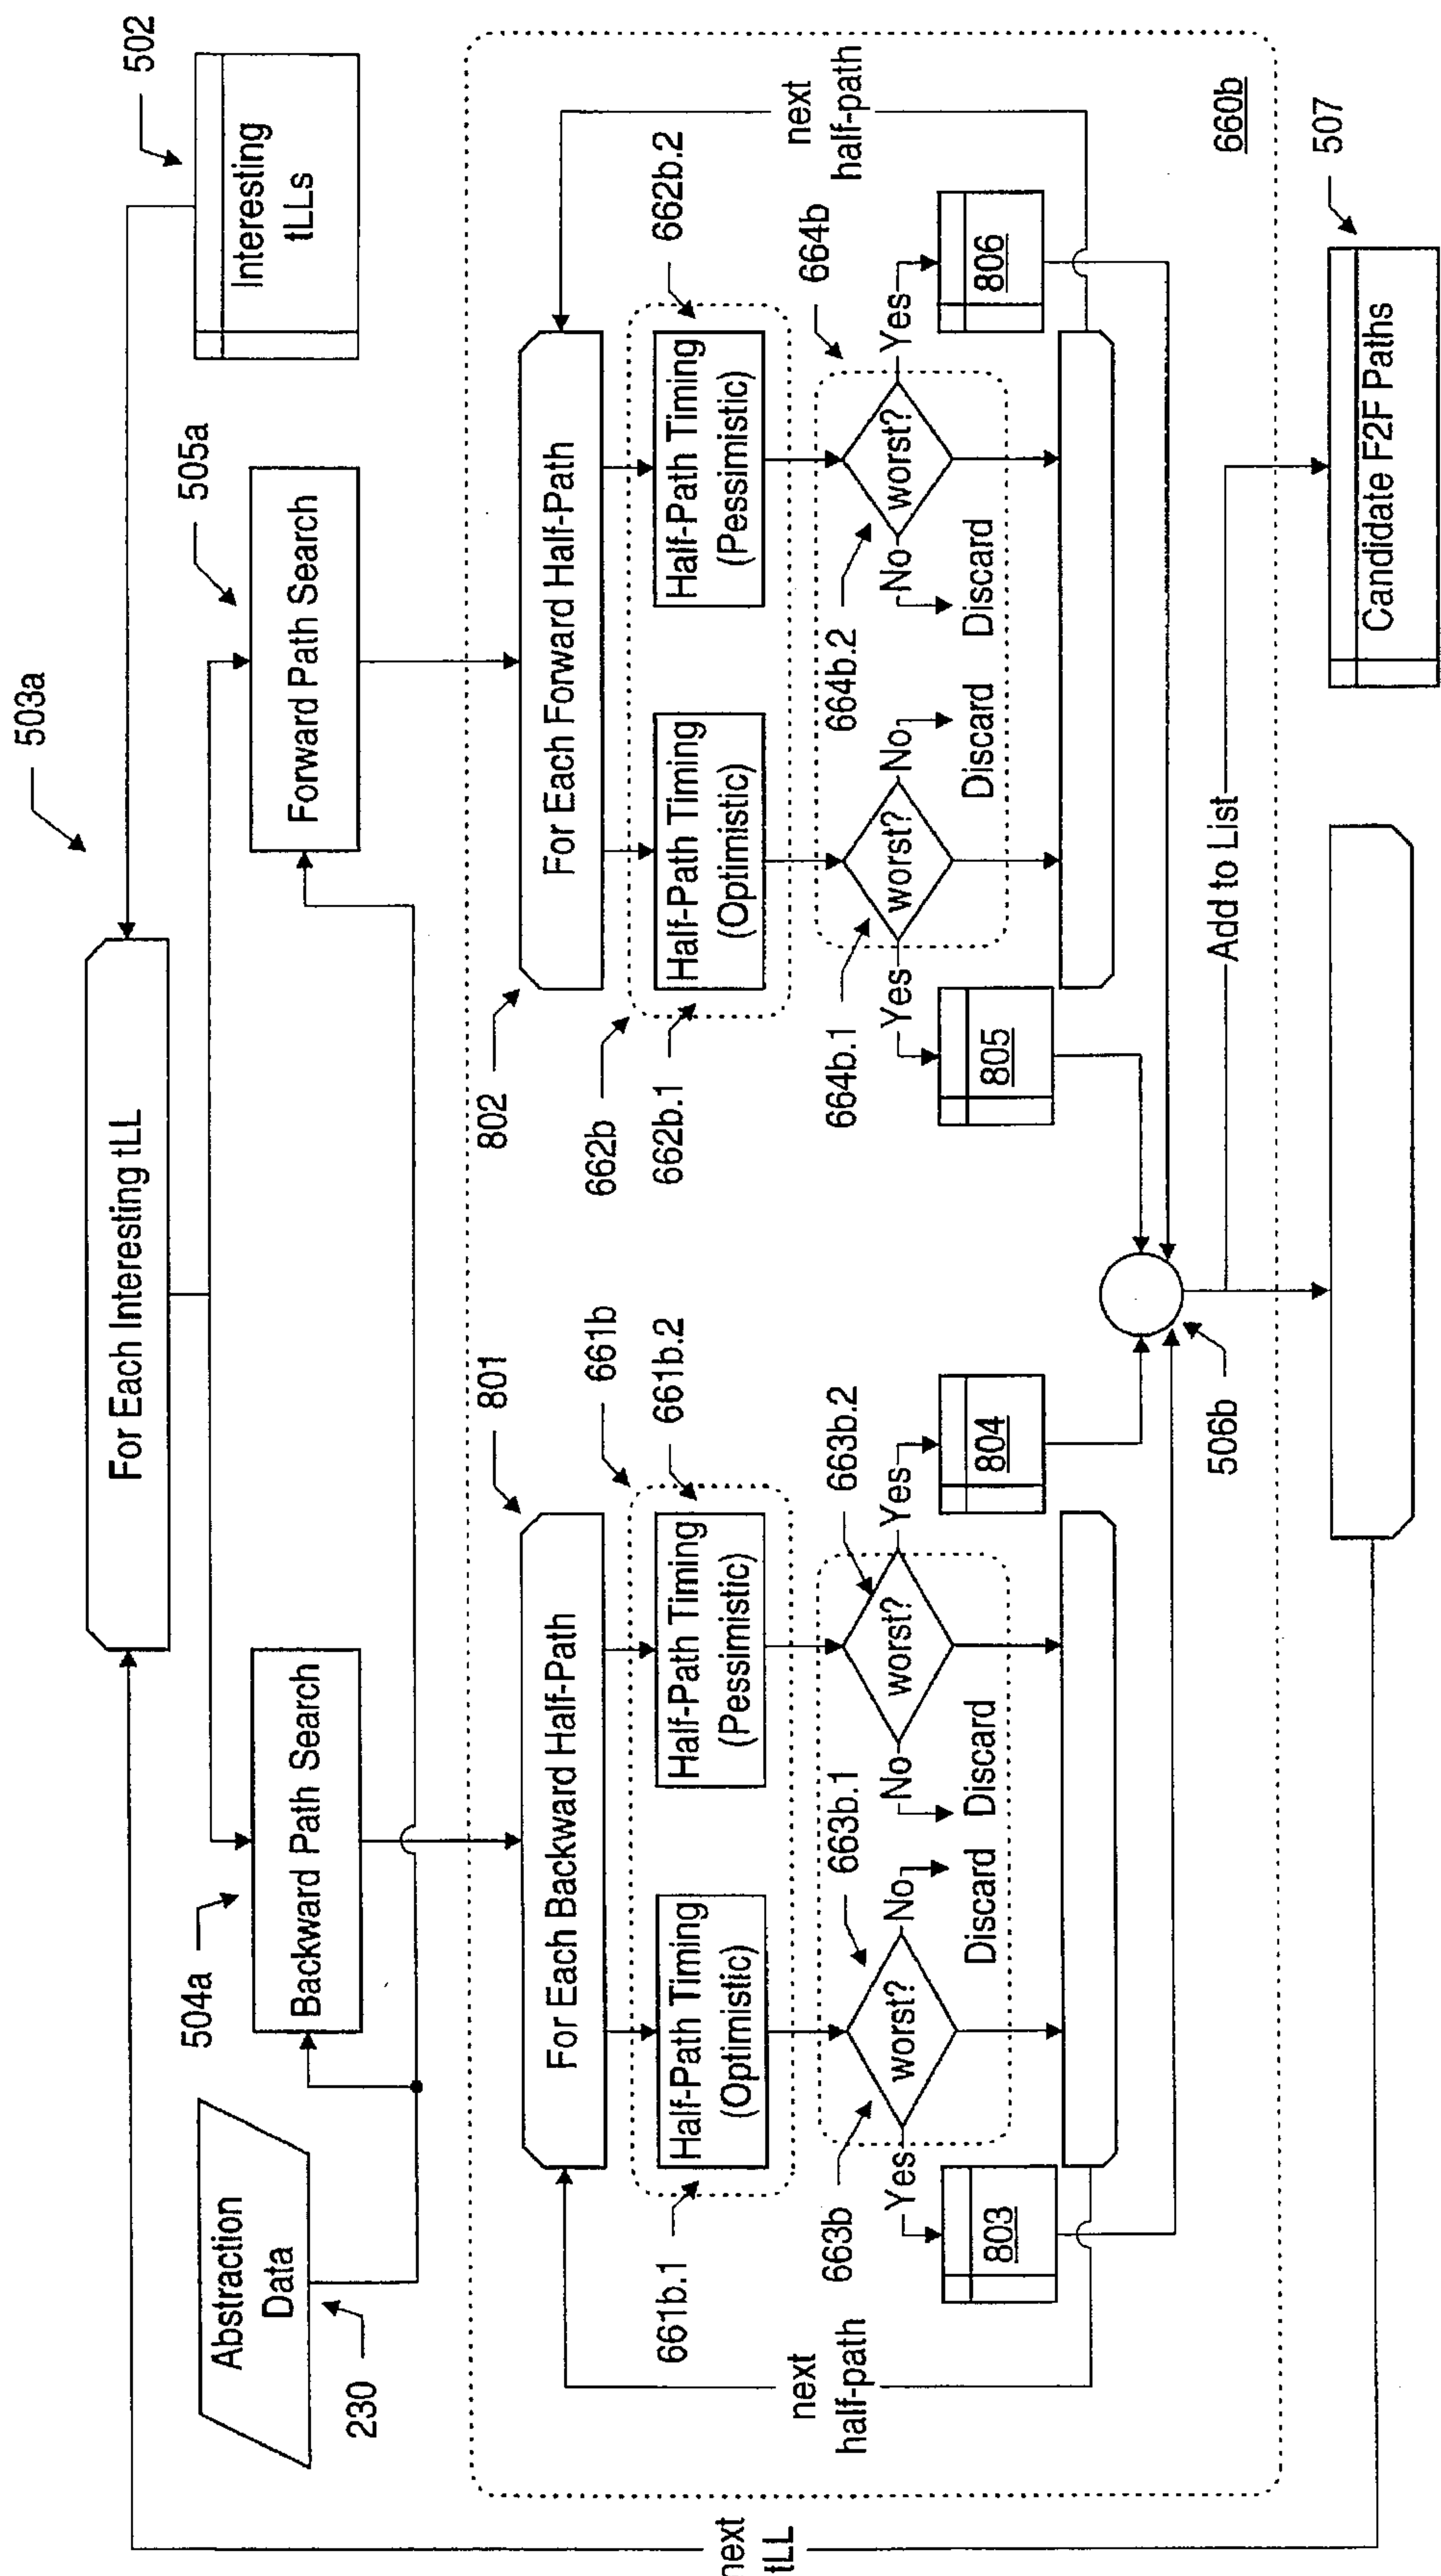 503a
502
For Each Interesting tLL
Interesting
tLLs
Abstraction
Data
230
504a
Backward Path Search
505a
Forward Path Search
801
For Each Backward Half-Path
802
For Each Forward Half-Path
661b
661b.1
Half-Path Timing
(Optimistic)
Half-Path Timing
(Pessimistic)
661b.2
662b
662b.1
Half-Path Timing
(Optimistic)
Half-Path Timing
(Pessimistic)
662b.2
663b
663b.1
663b.2
664b.1
664b.2
664b
Yes
worst?
No
Discard
No
worst?
Yes
Discard
Yes
worst?
No
Discard
No
worst?
Yes
Discard
803
804
805
806
next
half-path
next
half-path
506b
660b
Add to List
507
Candidate F2F Paths
next
tLL